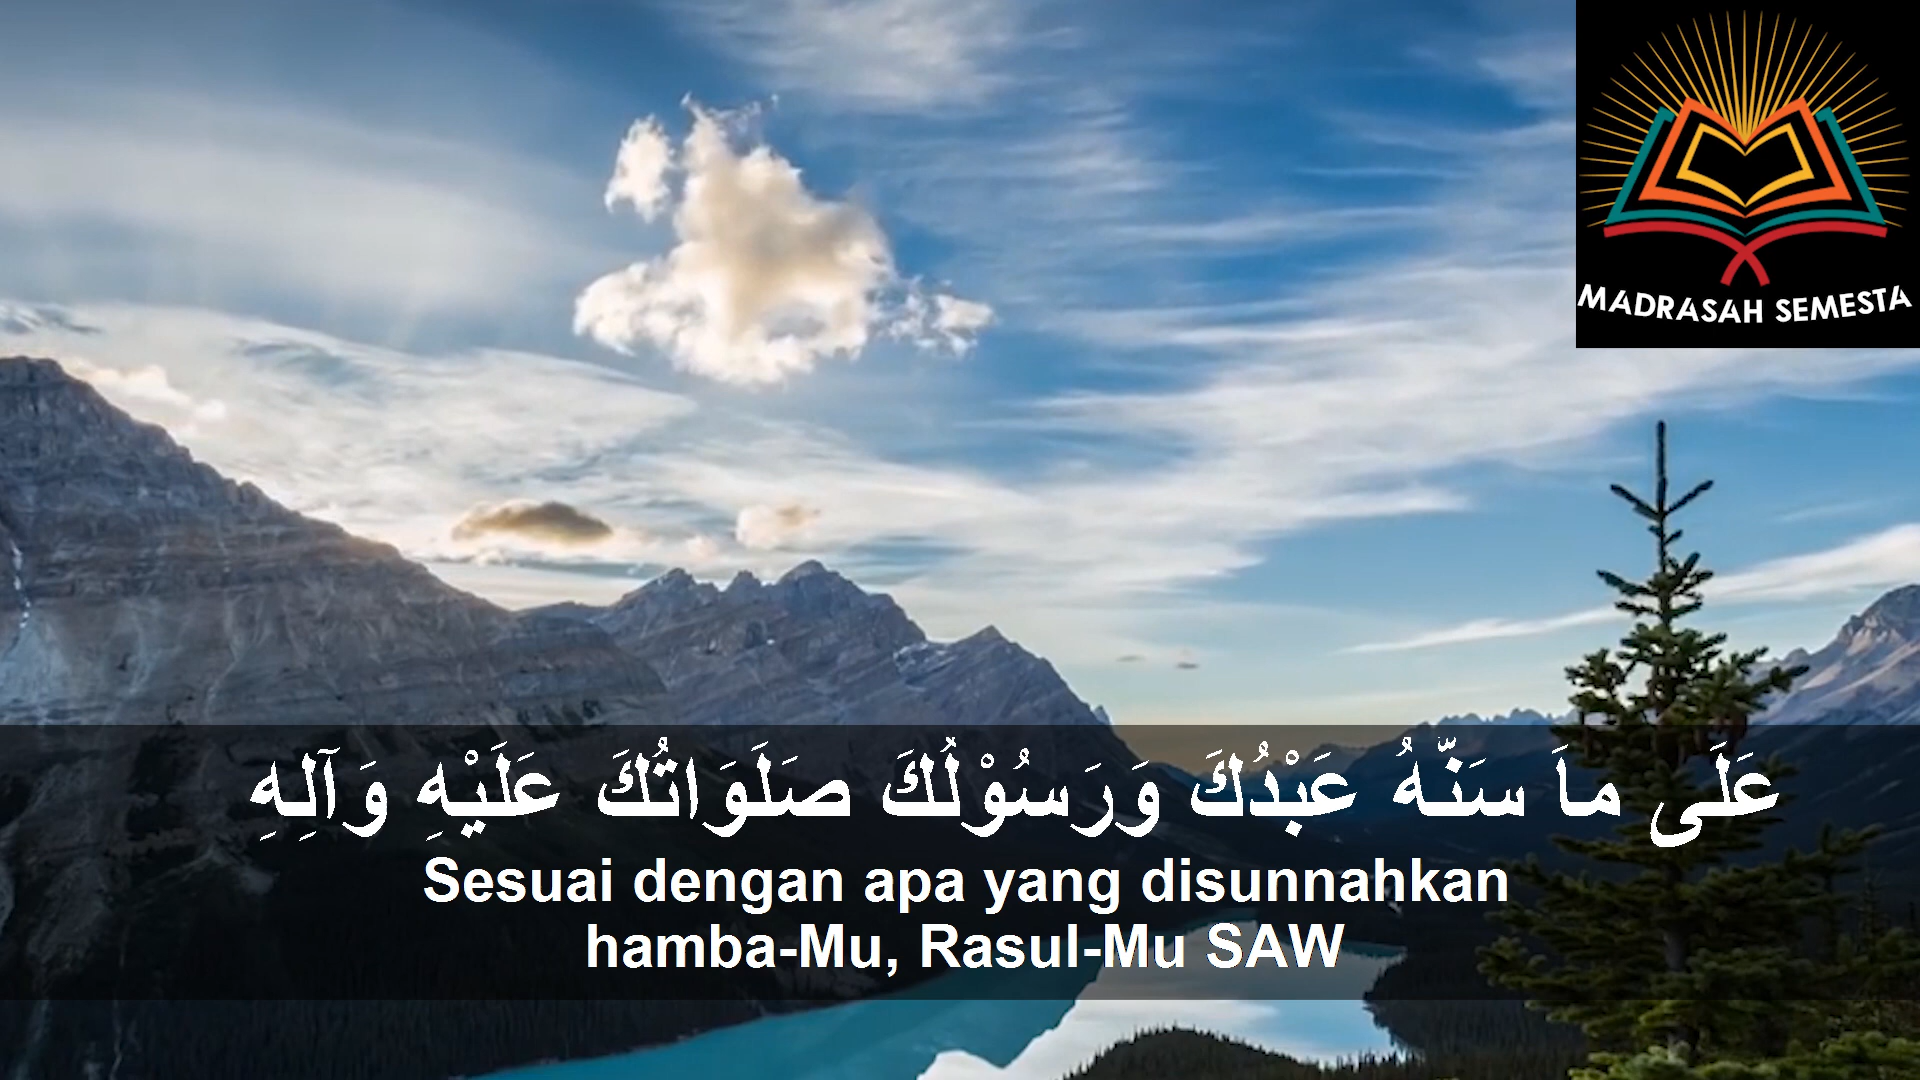 MADRASAH SEMESTA
عَلَى ماَ سَنَّهُ عَبْدُكَ وَرَسُوْلُكَ صَلَوَاتُكَ عَلَيْهِ وَآلِهِ
Sesuai dengan apa yang disunnahkan
hamba-Mu, Rasul-Mu SAW